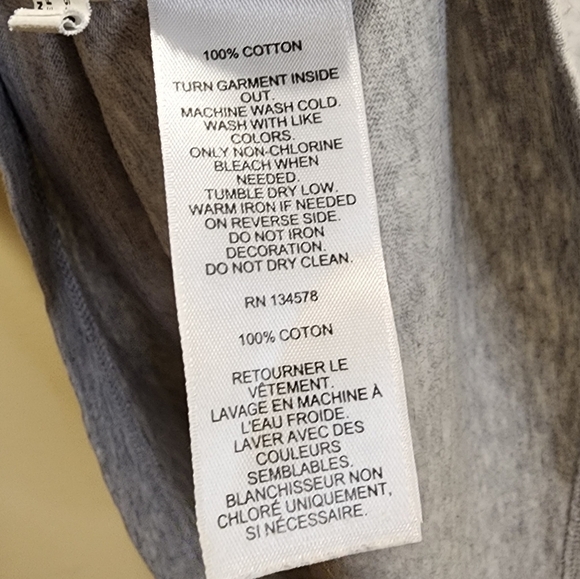 100% COTTON
TURN GARMENT INSIDE
OUT.
MACHINE WASH COLD.
WASH WITH LIKE
COLORS.
ONLY NON-CHLORINE
BLEACH WHEN
NEEDED.
TUMBLE DRY LOW.
WARM IRON IF NEEDED
ON REVERSE SIDE.
DO NOT IRON
DECORATION.
DO NOT DRY CLEAN.
RN 134578
100% COTON
RETOURNER LE
VÊTEMENT.
LAVAGE EN MACHINE À
L'EAU FROIDE.
LAVER AVEC DES
COULEURS
SEMBLABLES.
BLANCHISSEUR NON
CHLORÉ UNIQUEMENT,
SI NÉCESSAIRE.